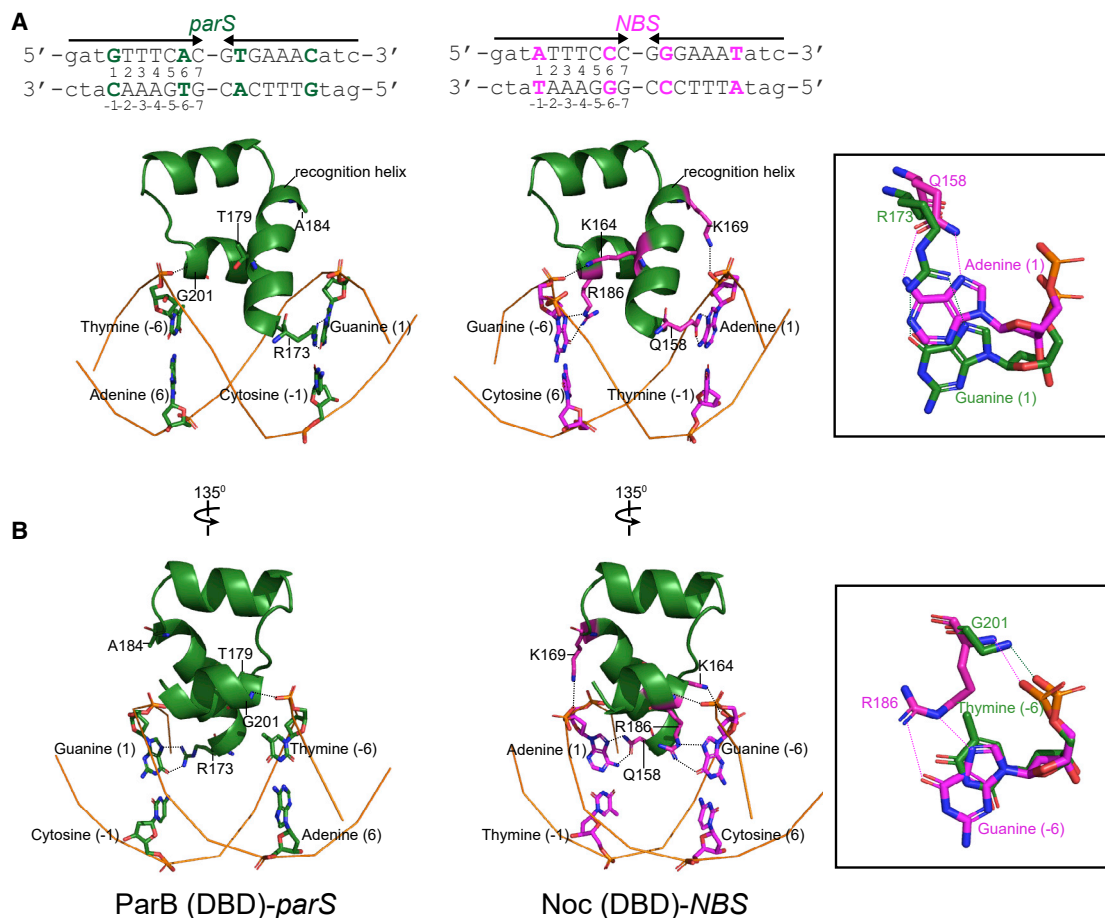 A
parS
5’-gatGTTTCAC-GTGAAACatc-3’
1 2 3 4 5 6 7
3’-ctaCAAAGTG-CACTTTGtag-5’
-1-2-3-4-5-6-7
NBS
5’-gatATTTCCC-GGGAAATatc-3’
1 2 3 4 5 6 7
3’-ctaTAAAGGG-CCCTTTAtag-5’
-1-2-3-4-5-6-7
recognition helix
T179
A184
G201
Thymine (-6)
Guanine (1)
R173
Adenine (6)
Cytosine (-1)
recognition helix
K164
K169
R186
Guanine (-6)
Q158
Adenine (1)
Cytosine (6)
Thymine (-1)
Q158
R173
Adenine (1)
Guanine (1)
135⁰
135⁰
B
A184
T179
G201
Guanine (1)
Thymine (-6)
R173
Cytosine (-1)
Adenine (6)
ParB (DBD)-parS
K169
K164
R186
Adenine (1)
Guanine (-6)
Q158
Thymine (-1)
Cytosine (6)
Noc (DBD)-NBS
G201
R186
Thymine (-6)
Guanine (-6)